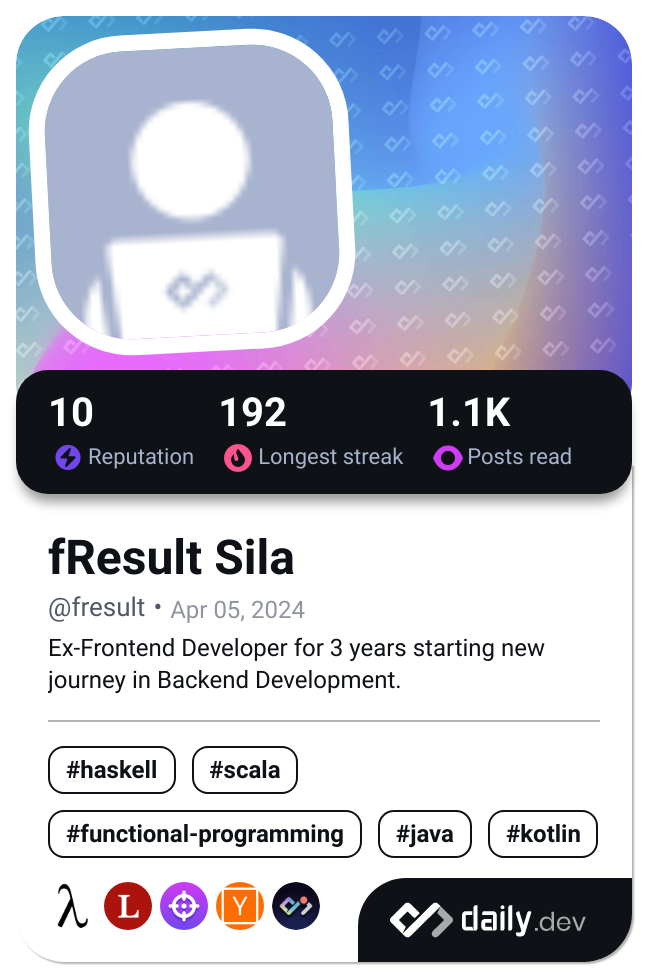 10 192 1.1K
Reputation Longest streak Posts read
fResult Sila
@fresult • Apr 05, 2024
Ex-Frontend Developer for 3 years starting new
journey in Backend Development.
#haskell #scala
#functional-programming #java #kotlin
λ L Y daily.dev